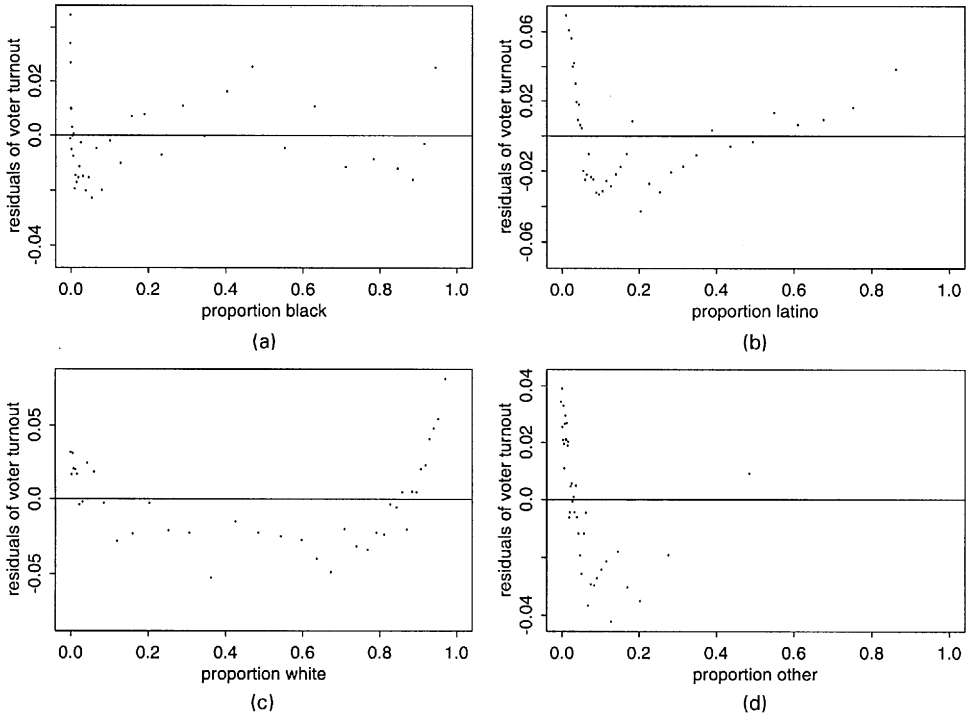 residuals of voter turnout
0.02
0.0
-0.04
0.0 0.2 0.4 0.6 0.8 1.0
proportion black
(a)
residuals of voter turnout
0.06
0.02
-0.02
-0.06
0.0 0.2 0.4 0.6 0.8 1.0
proportion latino
(b)
residuals of voter turnout
0.05
0.0
-0.05
0.0 0.2 0.4 0.6 0.8 1.0
proportion white
(c)
residuals of voter turnout
0.04
0.02
0.0
-0.04
0.0 0.2 0.4 0.6 0.8 1.0
proportion other
(d)